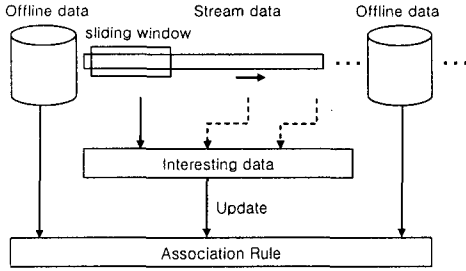 Offline data
Stream data
Offline data
sliding window
Interesting data
Update
Association Rule